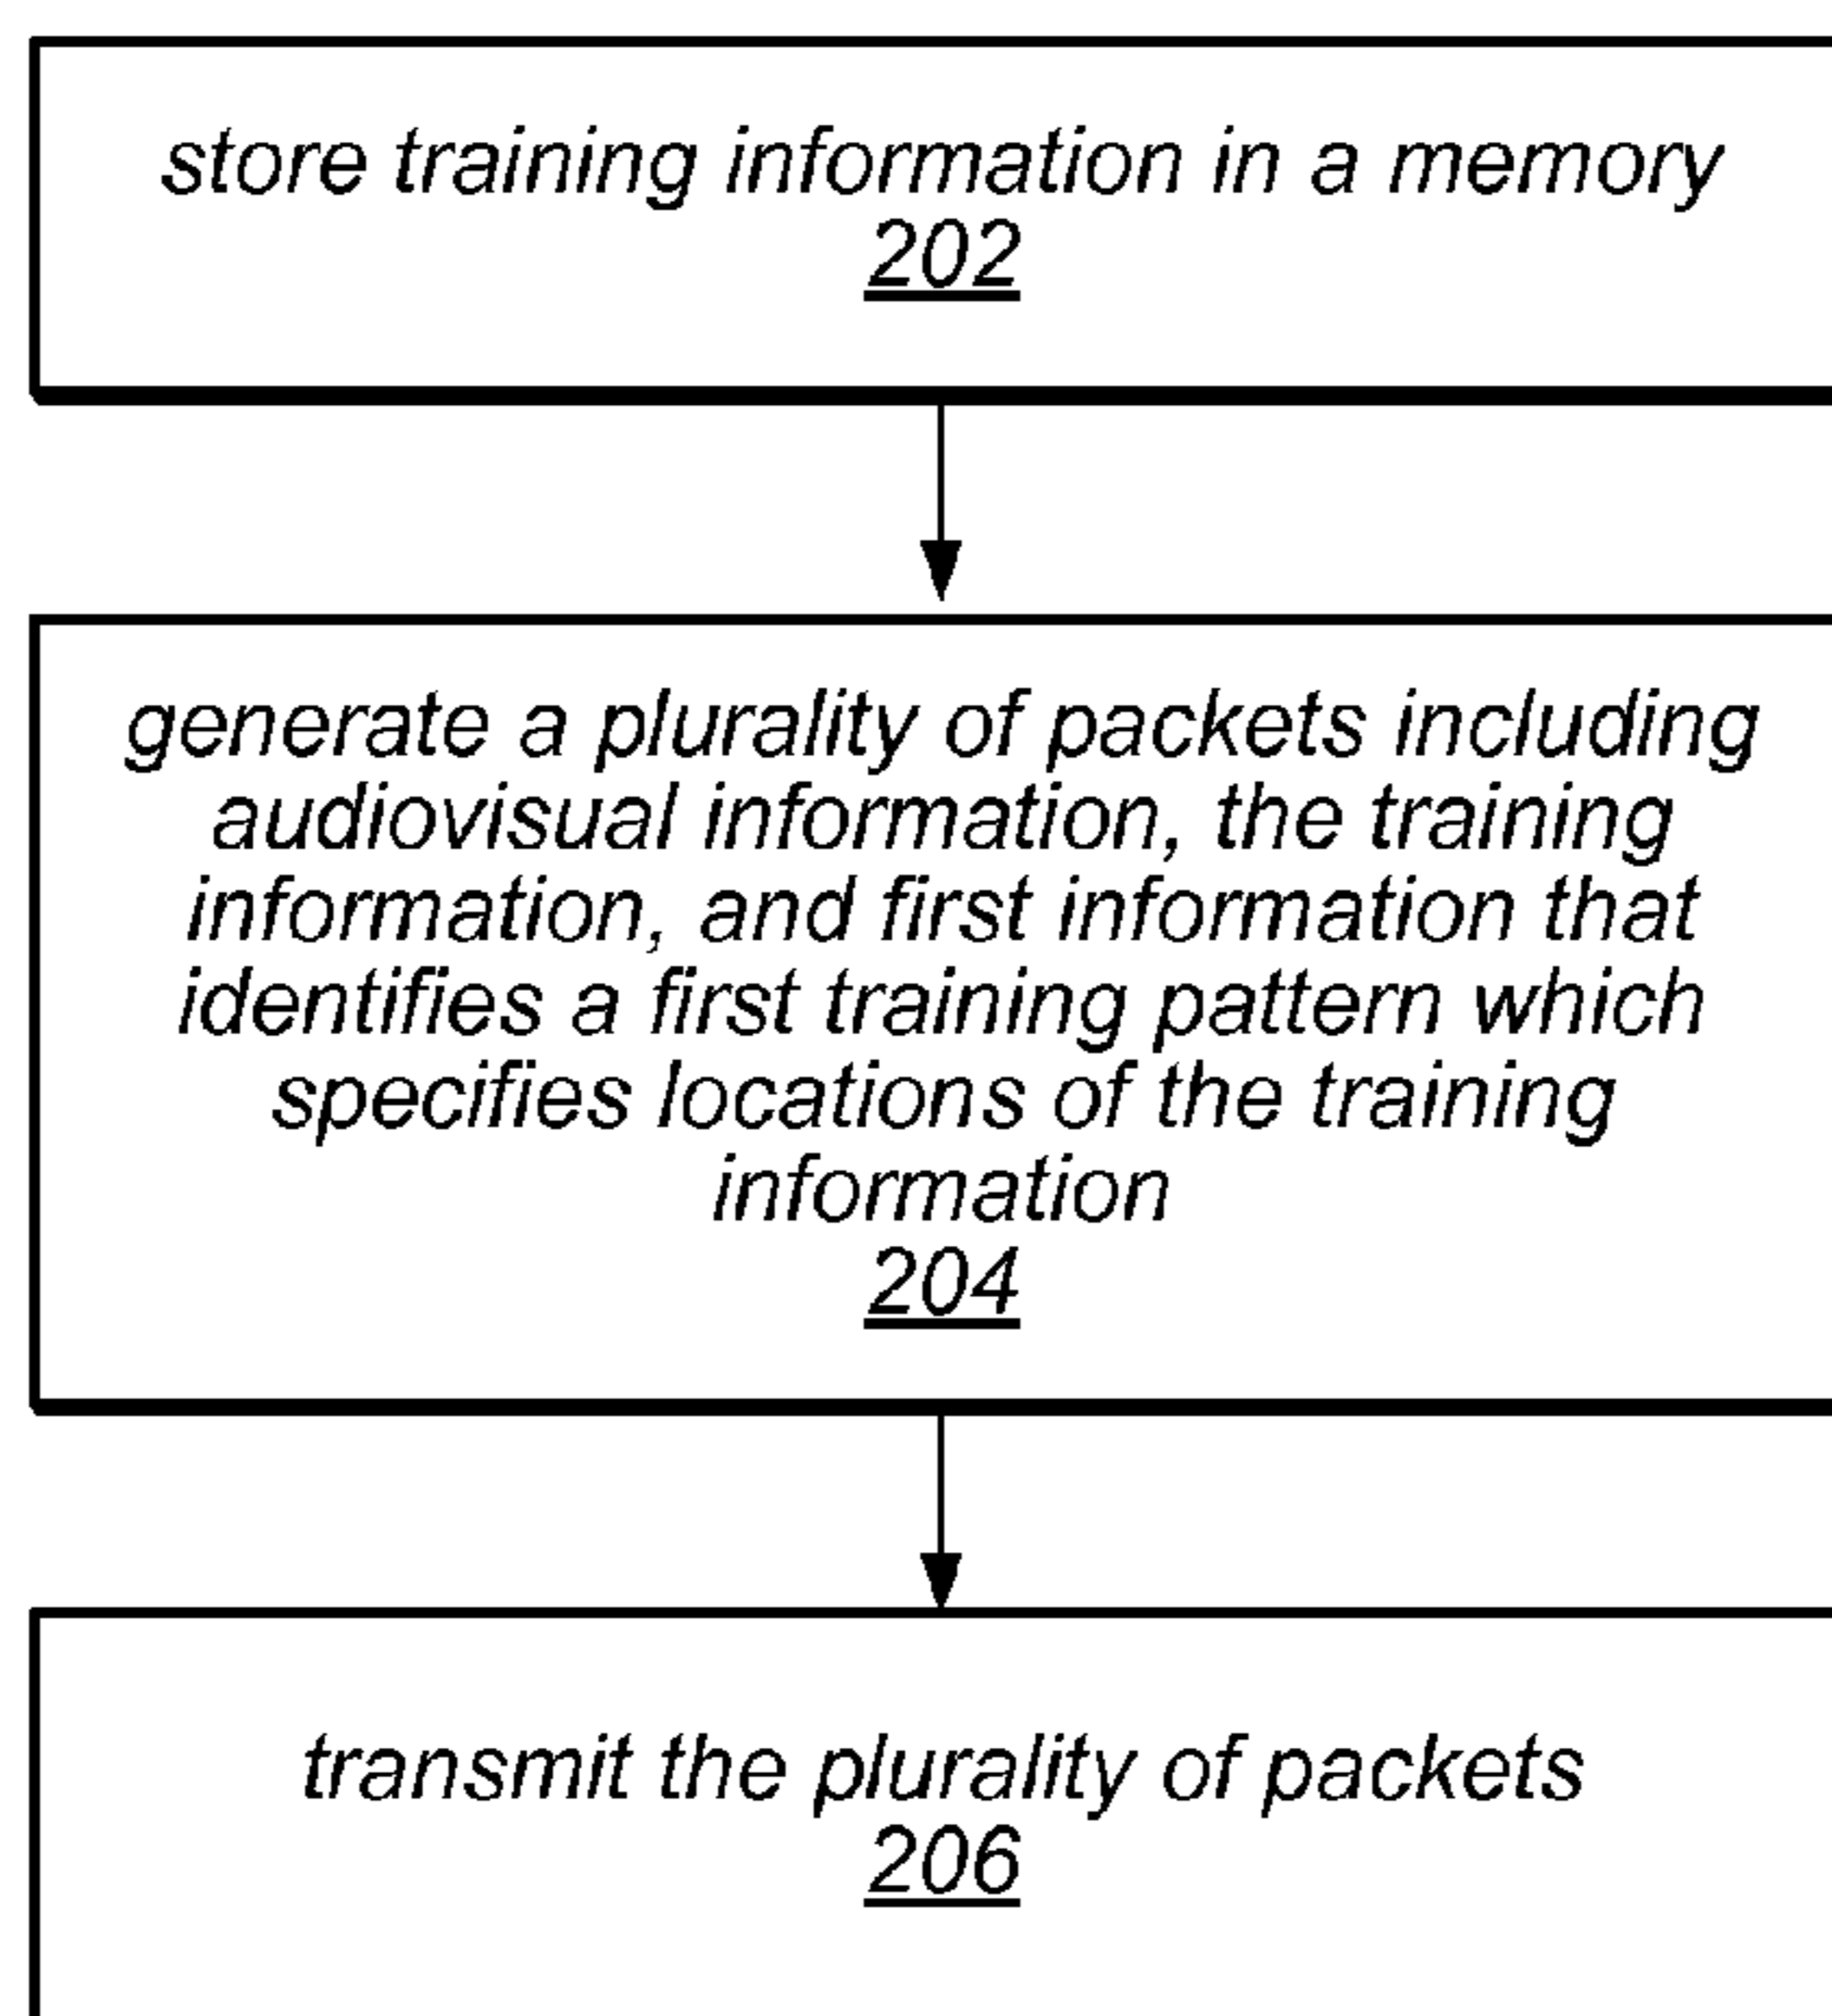 store training information in a memory
202
generate a plurality of packets including
audiovisual information, the training
information, and first information that
identifies a first training pattern which
specifies locations of the training
information
204
transmit the plurality of packets
206